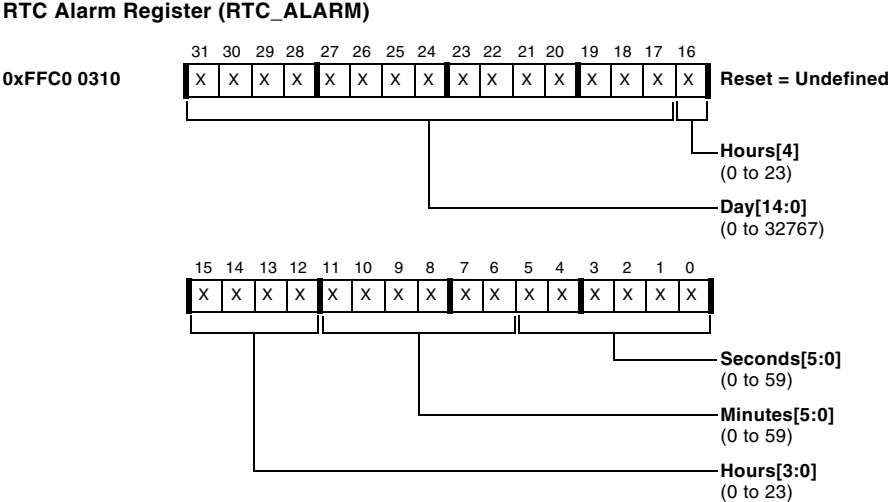 RTC Alarm Register (RTC_ALARM)
31 30 29 28 27 26 25 24 23 22 21 20 19 18 17 16
0xFFC0 0310 X X X X X X X X X X X X X X X X Reset = Undefined
Hours[4]
(0 to 23)
Day[14:0]
(0 to 32767)
15 14 13 12 11 10 9 8 7 6 5 4 3 2 1 0
X X X X X X X X X X X X X X X X
Seconds[5:0]
(0 to 59)
Minutes[5:0]
(0 to 59)
Hours[3:0]
(0 to 23)